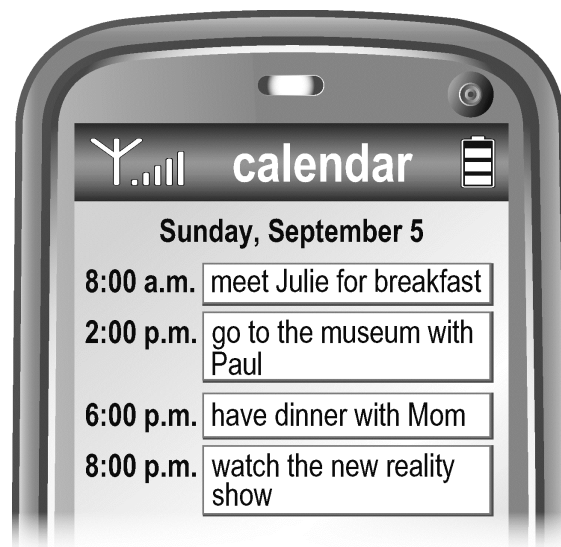 calendar
Sunday, September 5
8:00 a.m. meet Julie for breakfast
2:00 p.m. go to the museum with
Paul
6:00 p.m. have dinner with Mom
8:00 p.m. watch the new reality
show